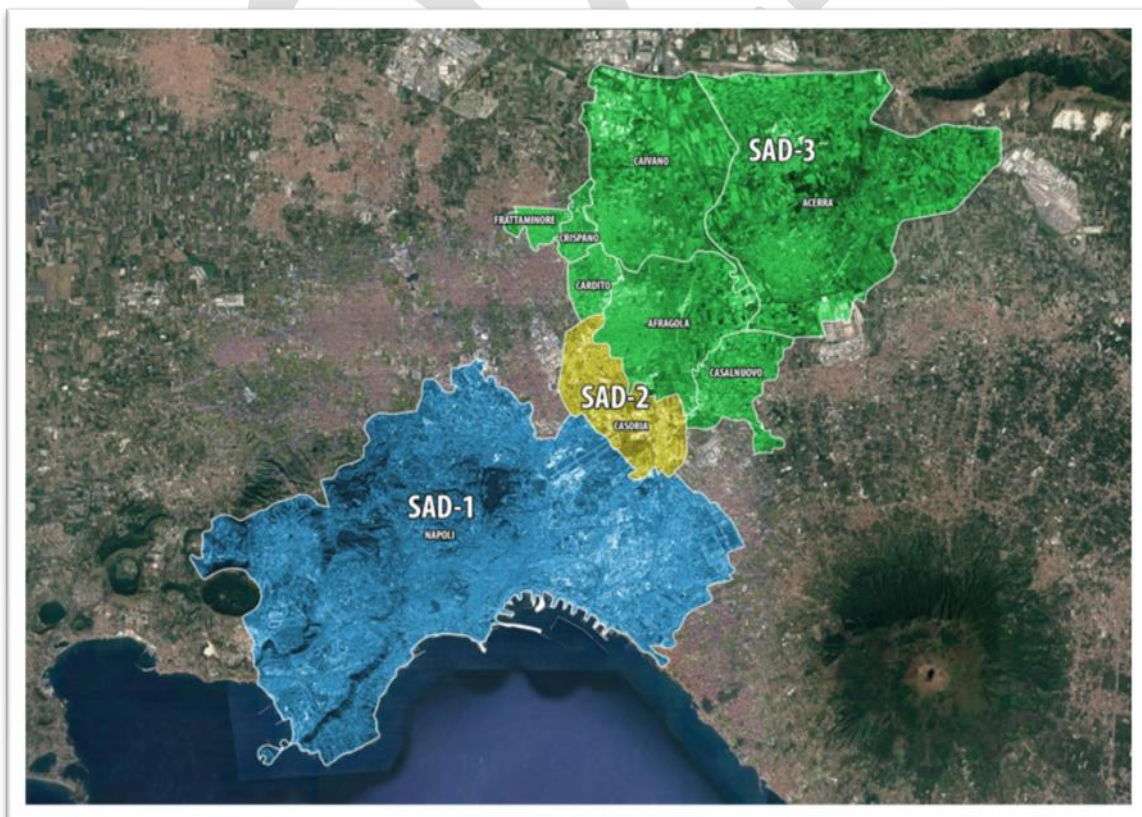 SAD-3
CAIVANO
ACERRA
FRATTAMINORE
CRISPANO
CARDITO
AFRAGOLA
CASALNUOVO
SAD-2
CASORIA
SAD-1
NAPOLI